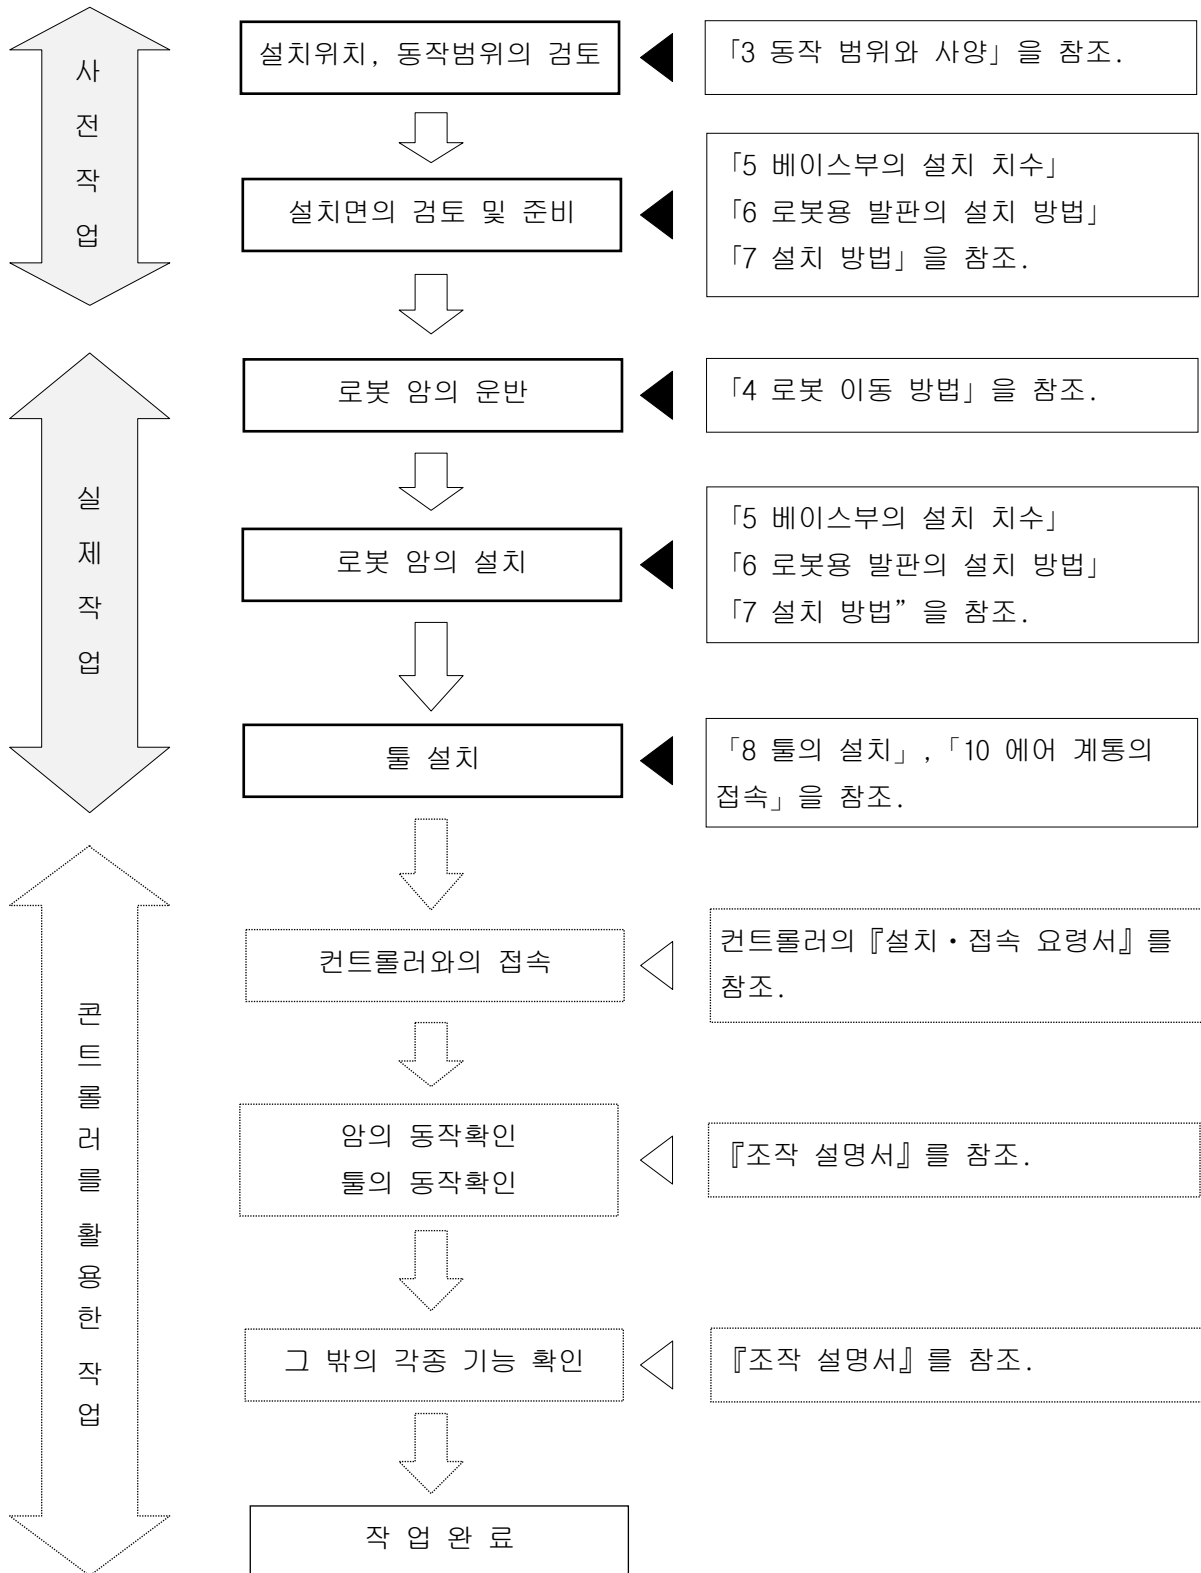 사전작업
설치위치, 동작범위의 검토
「3 동작 범위와 사양」을 참조.
설치면의 검토 및 준비
「5 베이스부의 설치 치수」
「6 로봇용 발판의 설치 방법」
「7 설치 방법」을 참조.
실제작업
로봇 암의 운반
「4 로봇 이동 방법」을 참조.
로봇 암의 설치
「5 베이스부의 설치 치수」
「6 로봇용 발판의 설치 방법」
「7 설치 방법”을 참조.
툴 설치
「8 툴의 설치」,「10 에어 계통의
접속」을 참조.
콘트롤러를 활용한 작업
컨트롤러와의 접속
컨트롤러의『설치・접속 요령서』를
참조.
암의 동작확인
툴의 동작확인
『조작 설명서』를 참조.
그 밖의 각종 기능 확인
『조작 설명서』를 참조.
작 업 완 료